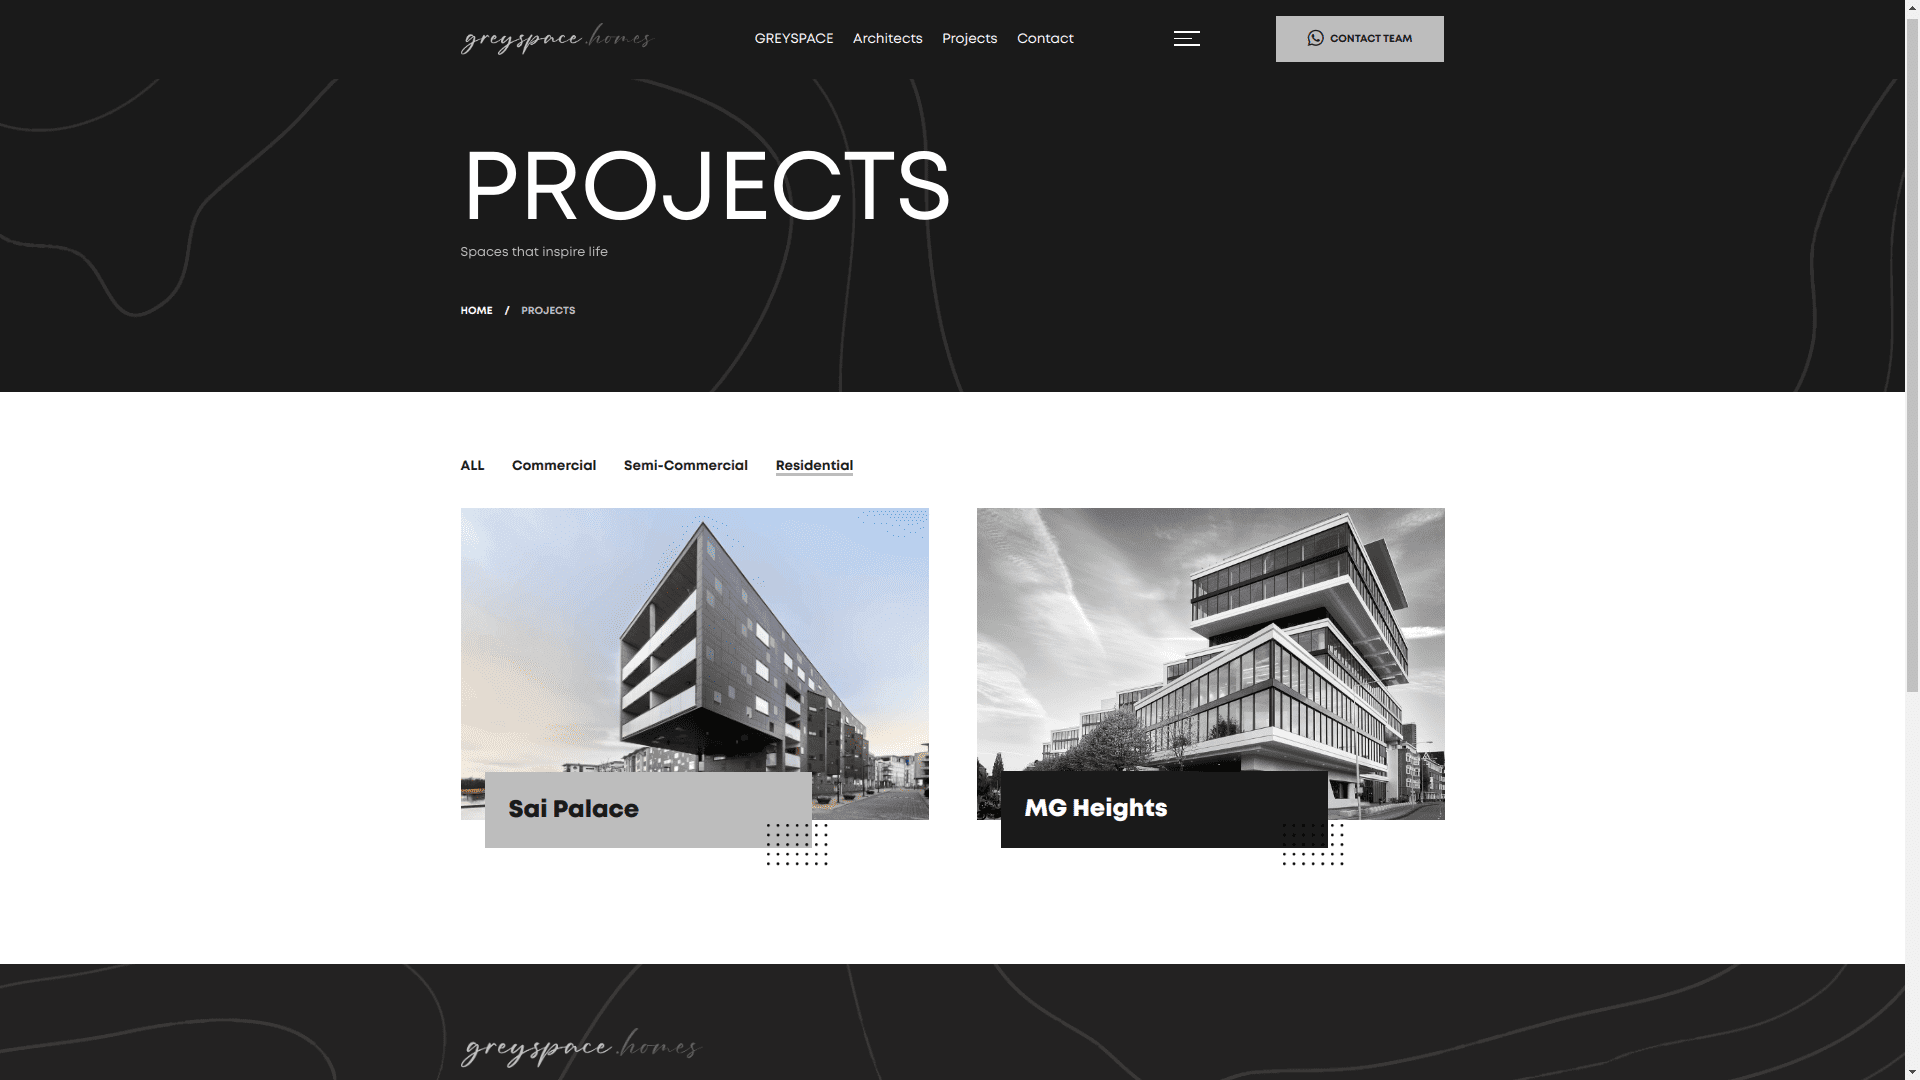 greyspace.homes
GREYSPACE
Architects
Projects
Contact
CONTACT TEAM
PROJECTS
Spaces that inspire life
HOME / PROJECTS
ALL
Commercial
Semi-Commercial
Residential
Sai Palace
MG Heights
greyspace.homes